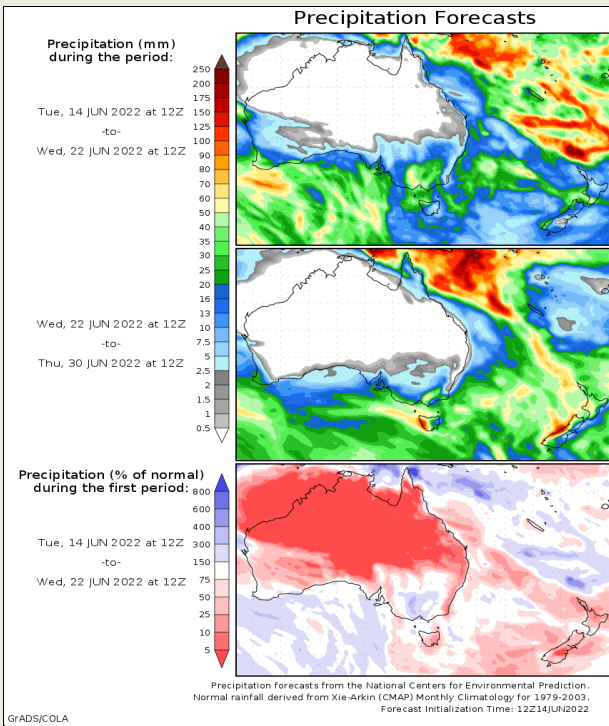 Precipitation Forecasts
Precipitation (mm)
during the period:
Tue, 14 JUN 2022 at 12Z
-to-
Wed, 22 JUN 2022 at 12Z
250
200
175
150
125
100
90
80
70
60
50
40
35
30
25
20
16
13
10
7.5
5
2.5
2
1.5
1
0.5
Wed, 22 JUN 2022 at 12Z
-to-
Thu, 30 JUN 2022 at 12Z
Precipitation (% of normal)
during the first period:
Tue, 14 JUN 2022 at 12Z
-to-
Wed, 22 JUN 2022 at 12Z
800
600
400
300
150
75
50
25
10
5
Precipitation forecasts from the National Centers for Environmental Prediction.
Normal rainfall derived from Xie-Arkin (CMAP) Monthly Climatology for 1979-2003.
Forecast Initialization Time: 12Z14JUN2022
GrADS/COLA